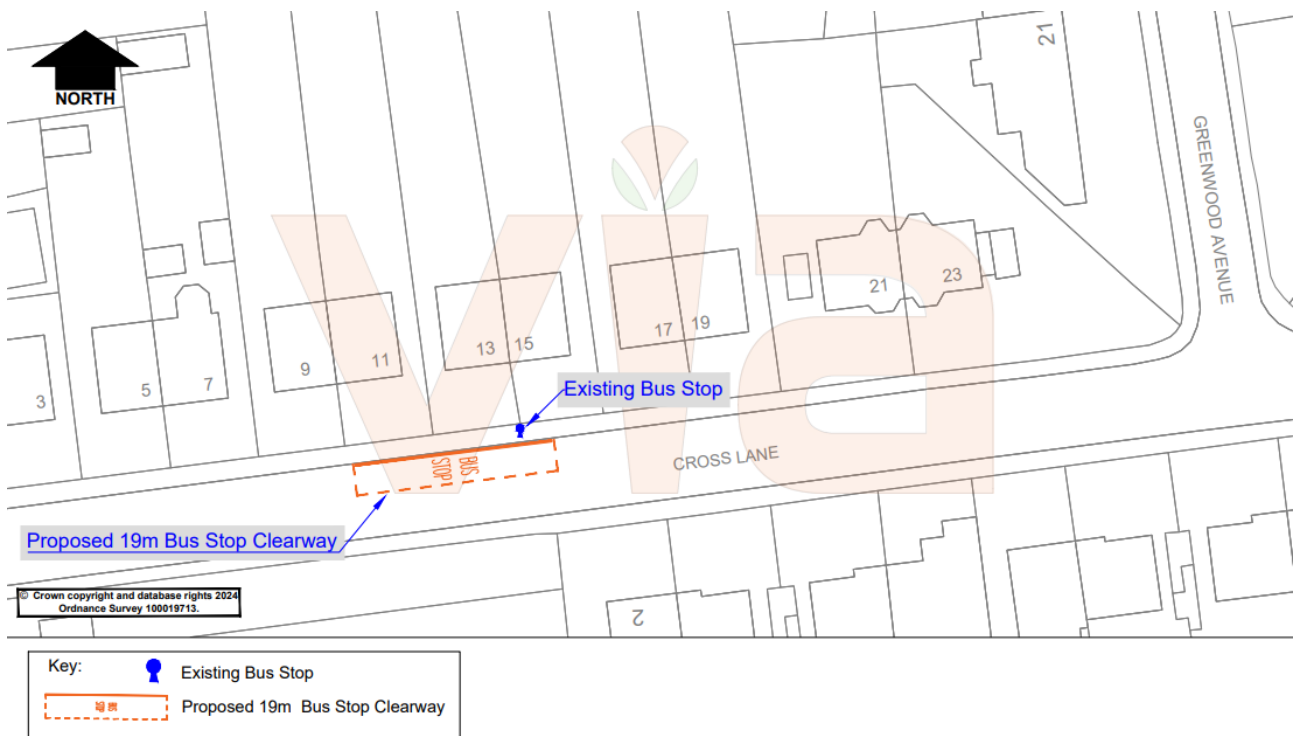 NORTH
21
GREENWOOD AVENUE
via
3
5
7
9
11
13
15
17
19
21
23
Existing Bus Stop
CROSS LANE
BUS
STOP
Proposed 19m Bus Stop Clearway
© Crown copyright and database rights 2024
Ordnance Survey 100019713.
2
Key:
Existing Bus Stop
Proposed 19m Bus Stop Clearway